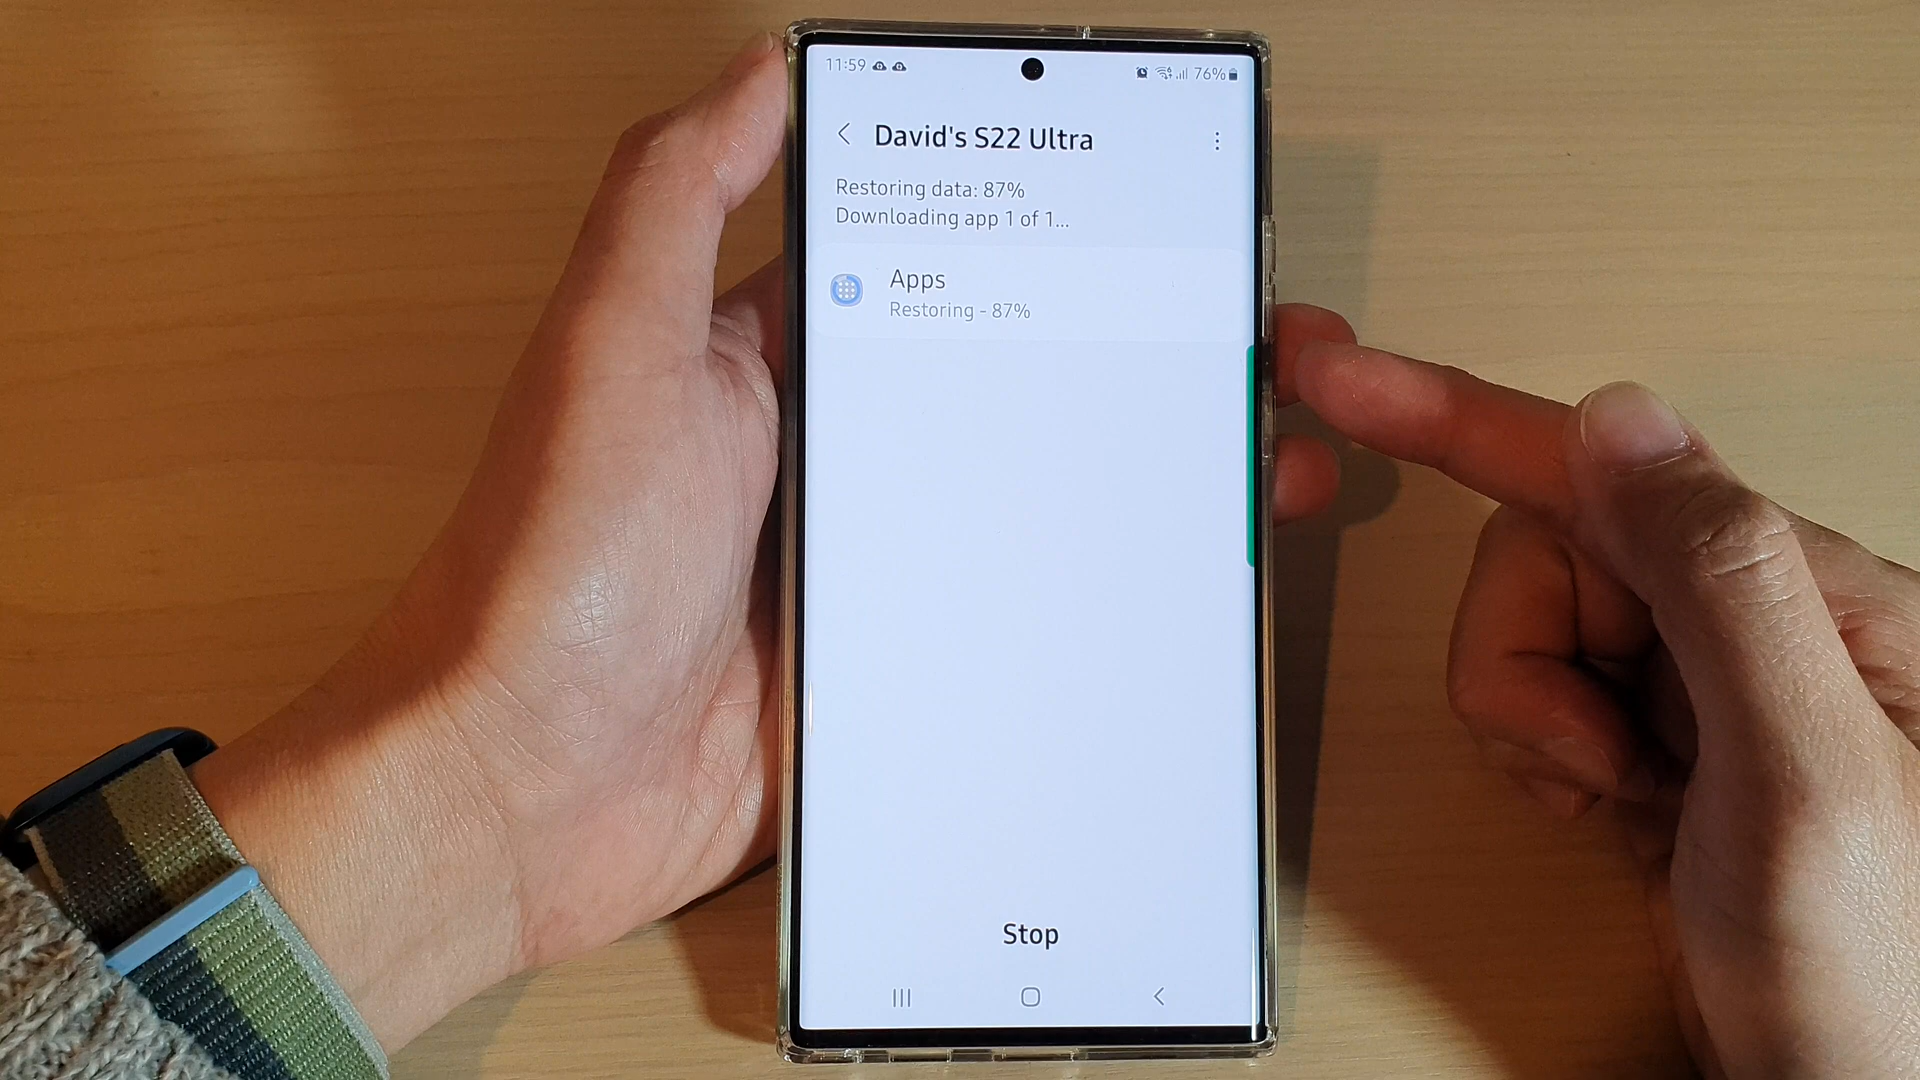 11:59
76%
David's S22 Ultra
Restoring data: 87%
Downloading app 1 of 1...
Apps
Restoring - 87%
Stop